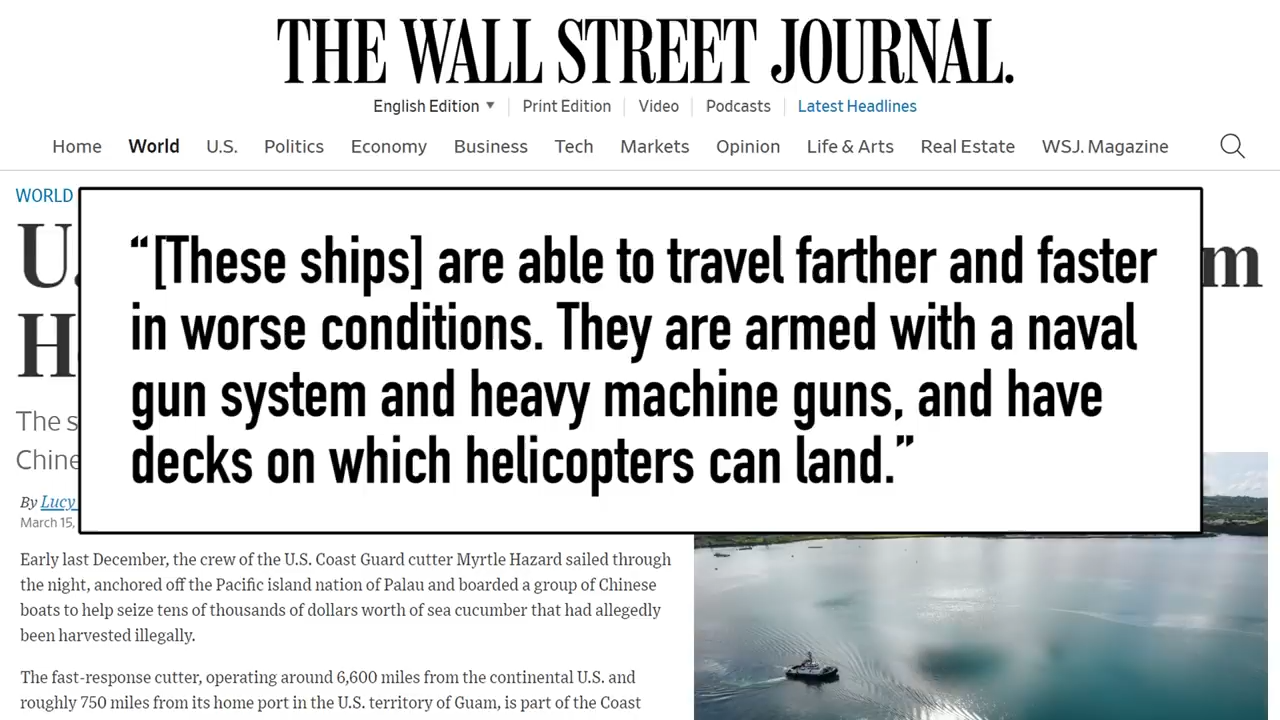 THE WALL STREET JOURNAL.
English Edition
Print Edition
Video
Podcasts
Latest Headlines
Home World U.S. Politics Economy Business Tech Markets Opinion Life & Arts Real Estate WSJ. Magazine
WORLD
“[These ships] are able to travel farther and faster
in worse conditions. They are armed with a naval
gun system and heavy machine guns, and have
decks on which helicopters can land.”
The
By Lucy
March 15,
Early last December, the crew of the U.S. Coast Guard cutter Myrtle Hazard sailed through
the night, anchored off the Pacific island nation of Palau and boarded a group of Chinese
boats to help seize tens of thousands of dollars worth of sea cucumber that had allegedly
been harvested illegally.
The fast-response cutter, operating around 6,600 miles from the continental U.S. and
roughly 750 miles from its home port in the U.S. territory of Guam, is part of the Coast